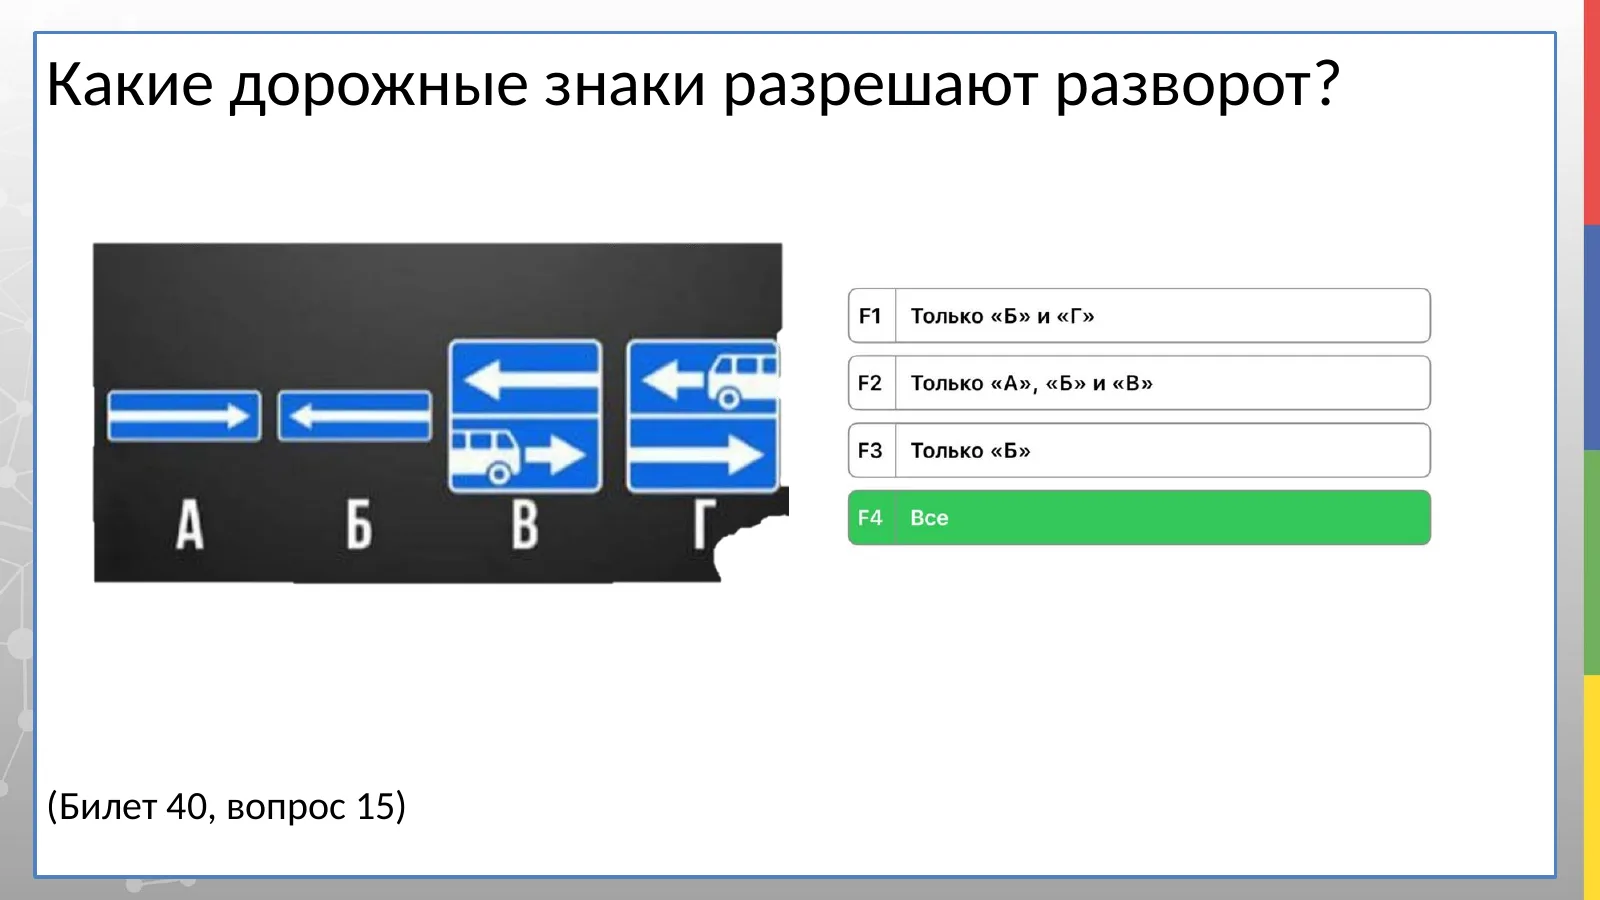 Какие дорожные знаки разрешают разворот?
А Б В Г
F1 Только «Б» и «Г»
F2 Только «А», «Б» и «В»
F3 Только «Б»
F4 Все
(Билет 40, вопрос 15)